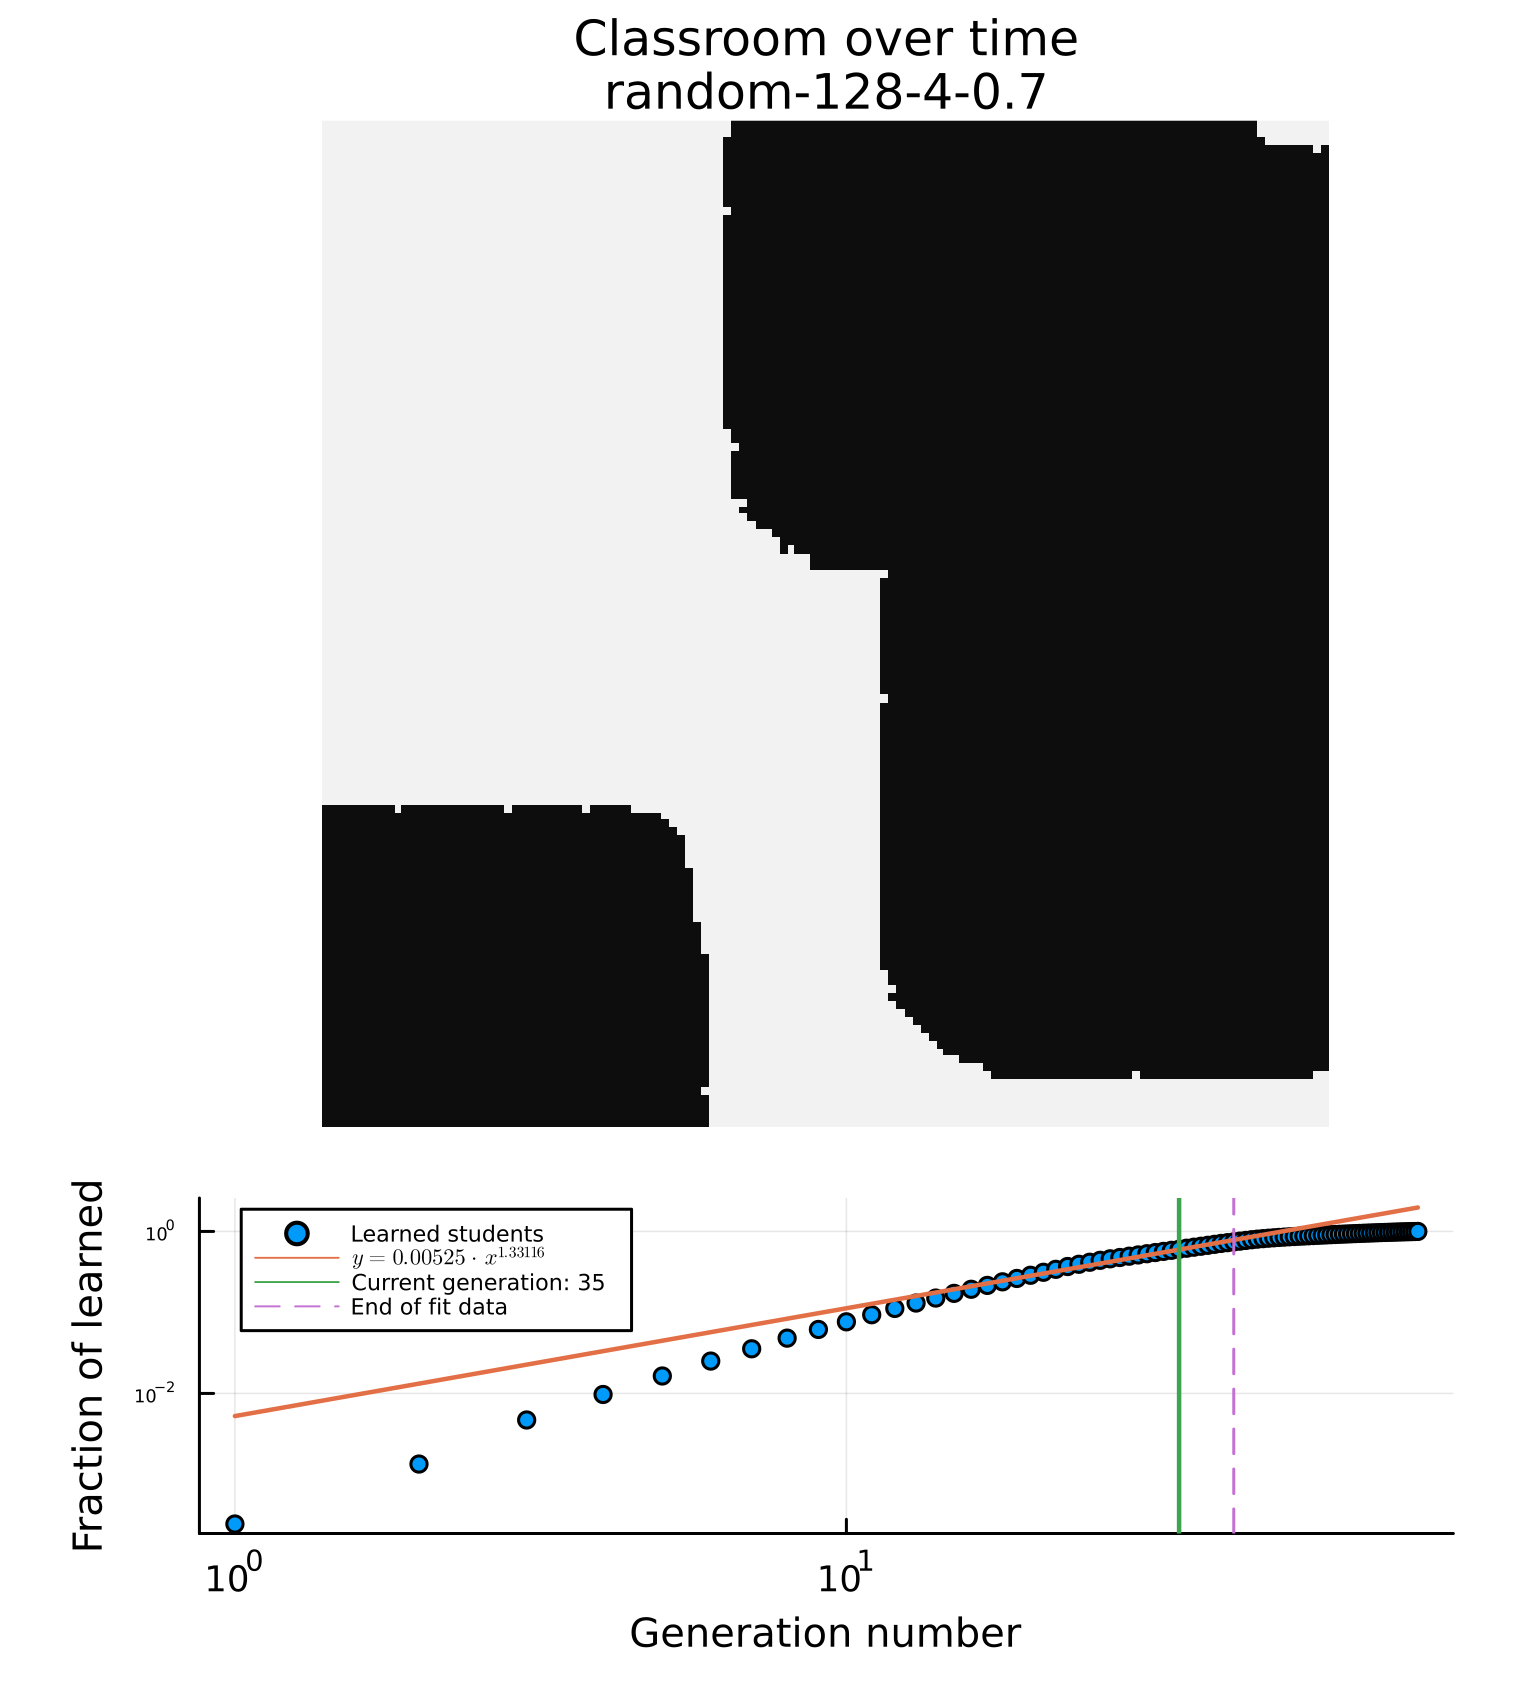 Classroom over time
random-128-4-0.7
Fraction of learned
10^0
10^−2
Learned students
y = 0.00525 · x^1.33116
Current generation: 35
End of fit data
10^0
10^1
Generation number